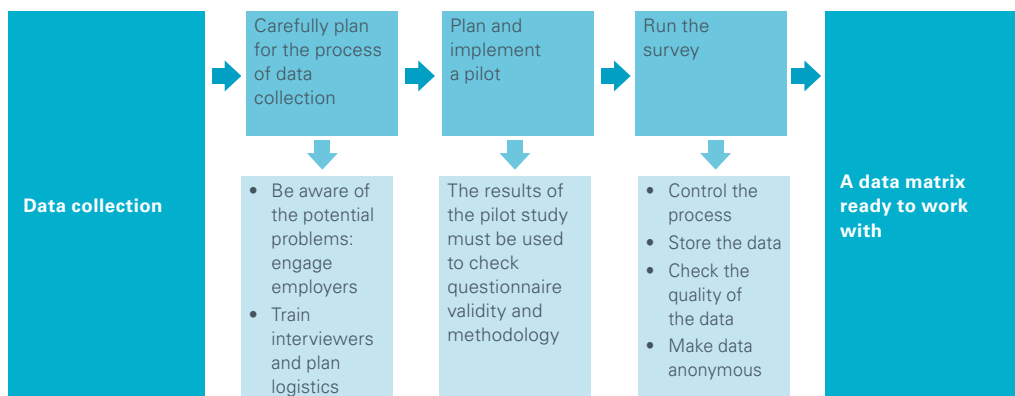 Data collection
Carefully plan
for the process
of data
collection
• Be aware of
the potential
problems:
engage
employers
• Train
interviewers
and plan
logistics
Plan and
implement
a pilot
The results of
the pilot study
must be used
to check
questionnaire
validity and
methodology
Run the
survey
• Control the
process
• Store the data
• Check the
quality of
the data
• Make data
anonymous
A data matrix
ready to work
with